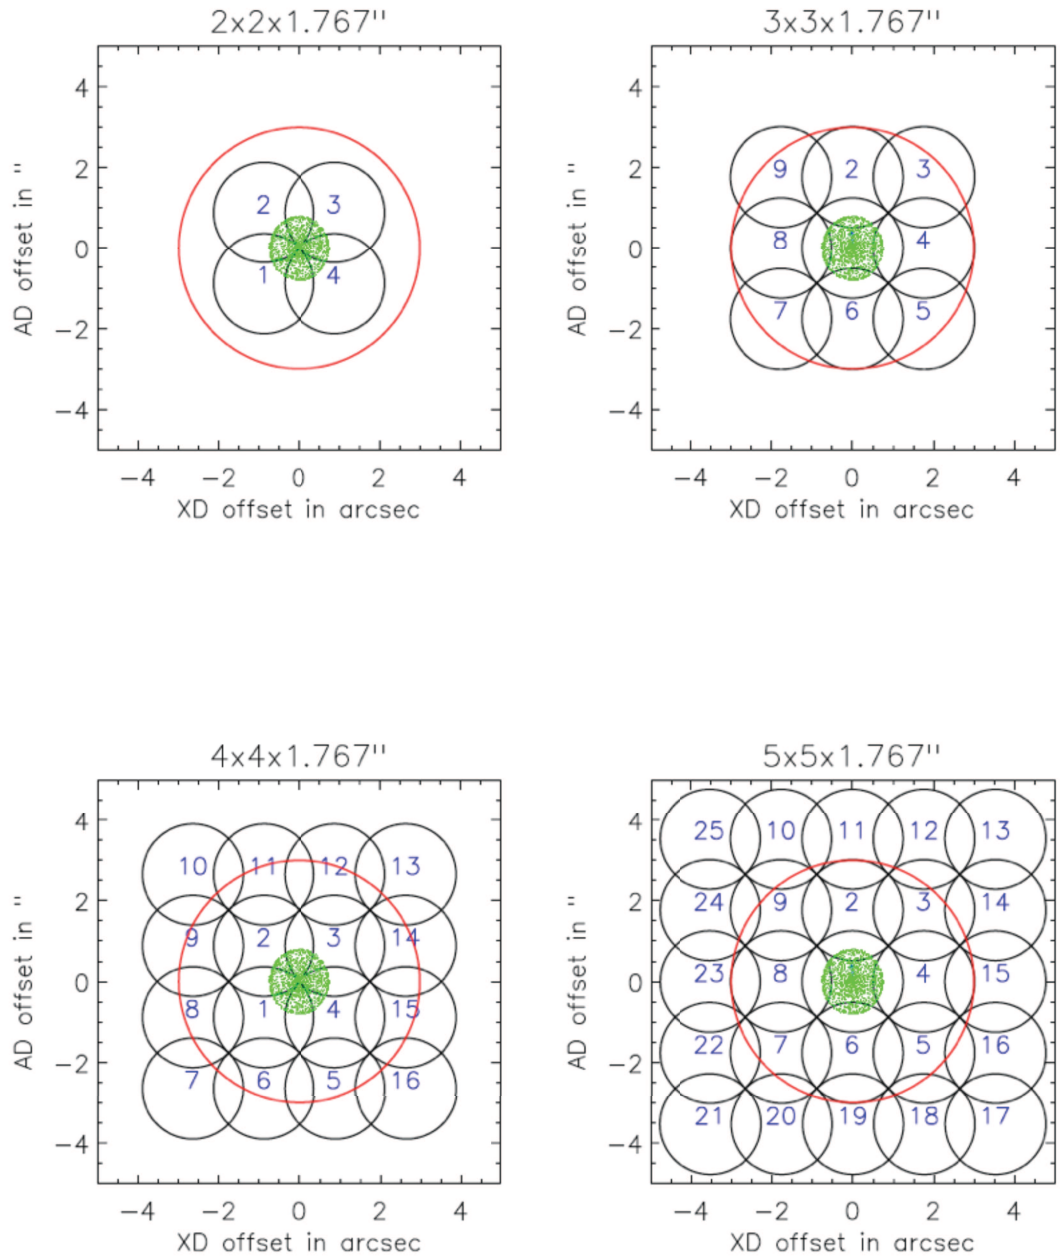 2x2x1.767"
3x3x1.767"
AD offset in "
4
2
0
−2
−4
2 3
1 4
−4 −2 0 2 4
XD offset in arcsec
AD offset in "
4
2
0
−2
−4
9 2 3
8 4
7 6 5
−4 −2 0 2 4
XD offset in arcsec
4x4x1.767"
5x5x1.767"
AD offset in "
4
2
0
−2
−4
10 11 12 13
9 2 3 14
8 1 4 15
7 6 5 16
−4 −2 0 2 4
XD offset in arcsec
AD offset in "
4
2
0
−2
−4
25 10 11 12 13
24 9 2 3 14
23 8 4 15
22 7 6 5 16
21 20 19 18 17
−4 −2 0 2 4
XD offset in arcsec